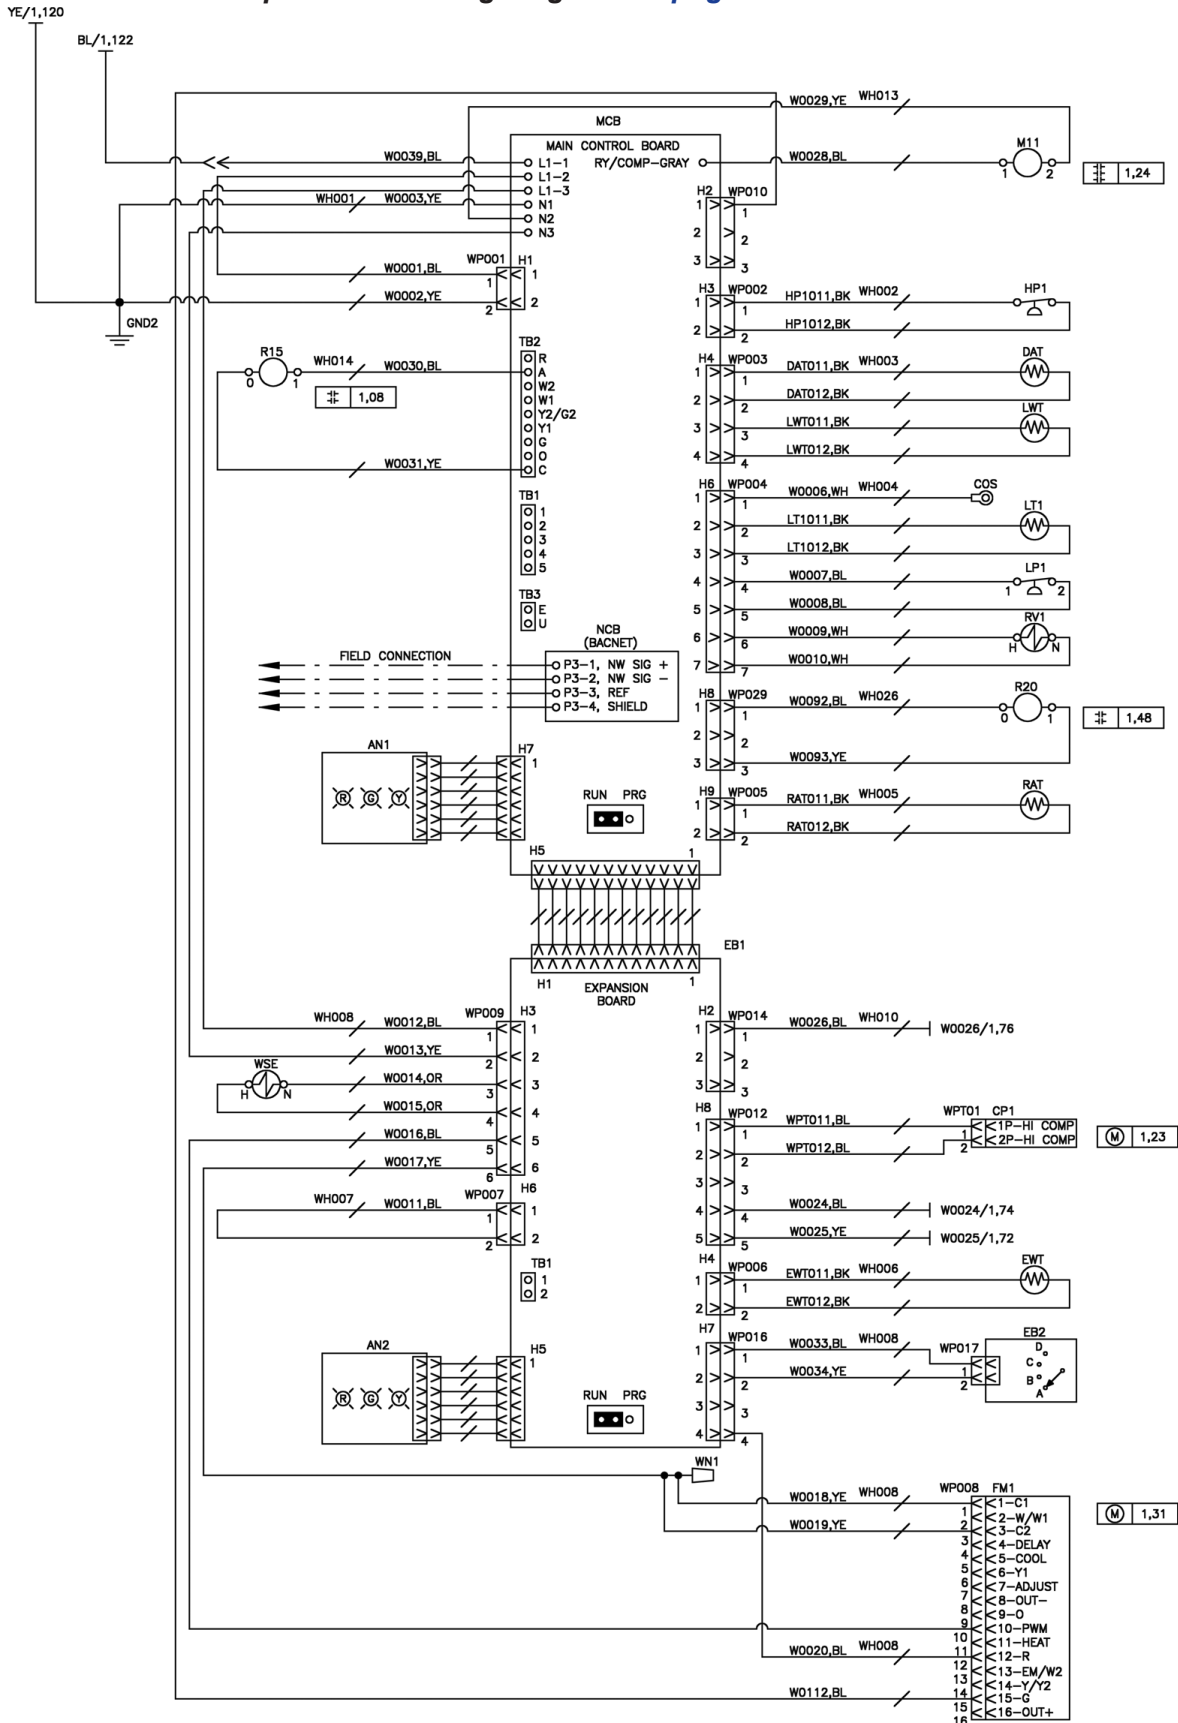 YE/1,120
BL/1,122
W0029,YE WH013
MCB
MAIN CONTROL BOARD
W0039,BL
L1-1
RY/COMP-GRAY
W0028,BL
M11
1 2
1,24
L1-2
L1-3
WH001 W0003,YE
N1
N2
N3
H2 WP010
1 1
2 2
3 3
WP001 H1
W0001,BL
1 1
W0002,YE
2 2
GND2
H3 WP002
1 HP1011,BK WH002 HP1
1
2 HP1012,BK
2
TB2
R
A
W2
W1
Y2/G2
Y1
G
O
C
R15
0 1
WH014 W0030,BL
1,08
W0031,YE
H4 WP003
1 DAT011,BK WH003 DAT
1
2 DAT012,BK
2
3 LWT011,BK LWT
3
4 LWT012,BK
4
TB1
1
2
3
4
5
H6 WP004
1 W0006,WH WH004 COS
1
2 LT1011,BK LT1
2
3 LT1012,BK
3
4 W0007,BL LP1
4 1 2
5 W0008,BL
5
6 W0009,WH RV1
6 H N
7 W0010,WH
7
TB3
E
U
NCB
(BACNET)
FIELD CONNECTION
P3-1, NW SIG +
P3-2, NW SIG -
P3-3, REF
P3-4, SHIELD
H8 WP029
1 W0092,BL WH026 R20
1 0 1
1,48
2
2
3 W0093,YE
3
AN1
R G Y
H7
1
RUN PRG
H9 WP005
1 RAT011,BK WH005 RAT
1
2 RAT012,BK
2
H5 1
EB1
H1 1
EXPANSION
BOARD
WH008 W0012,BL WP009 H3
1 1
W0013,YE
2 2
WSE
H N
W0014,OR
3 3
W0015,OR
4 4
W0016,BL
5 5
W0017,YE
6 6
H2 WP014
1 W0026,BL WH010 W0026/1,76
1
2
2
3
3
H8 WP012
1 WPT011,BL WPT01 CP1
1 1 1P-HI COMP
2 WPT012,BL 2P-HI COMP
2 2
1,23
M
3
3
4 W0024,BL W0024/1,74
4
5 W0025,YE W0025/1,72
5
WH007 W0011,BL WP007 H6
1 1
2 2
TB1
1
2
H4 WP006
1 EWT011,BK WH006 EWT
1
2 EWT012,BK
2
H7 WP016
1 W0033,BL WH008 WP017 EB2
1 1
2 W0034,YE
2 2
D
C
B
A
3
3
4
4
AN2
R G Y
H5
1
RUN PRG
WN1
WP008 FM1
W0018,YE WH008
W0019,YE
1 1-C1
2 2-W/W1
3 3-C2
4 4-DELAY
5 5-COOL
6 6-Y1
7 7-ADJUST
8 8-OUT-
9 9-O
10 10-PWM
11 11-HEAT
12 12-R
13 13-EM/W2
14 14-Y/Y2
15 15-G
16 16-OUT+
M 1,31
W0020,BL WH008
W0112,BL